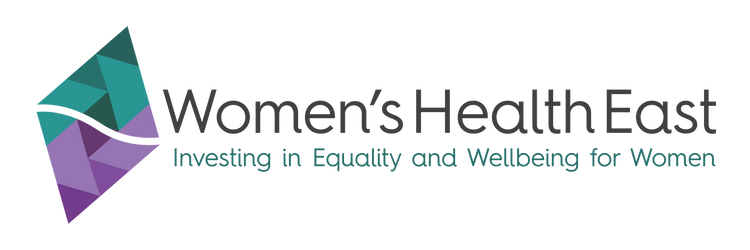 Women's Health East
Investing in Equality and Wellbeing for Women